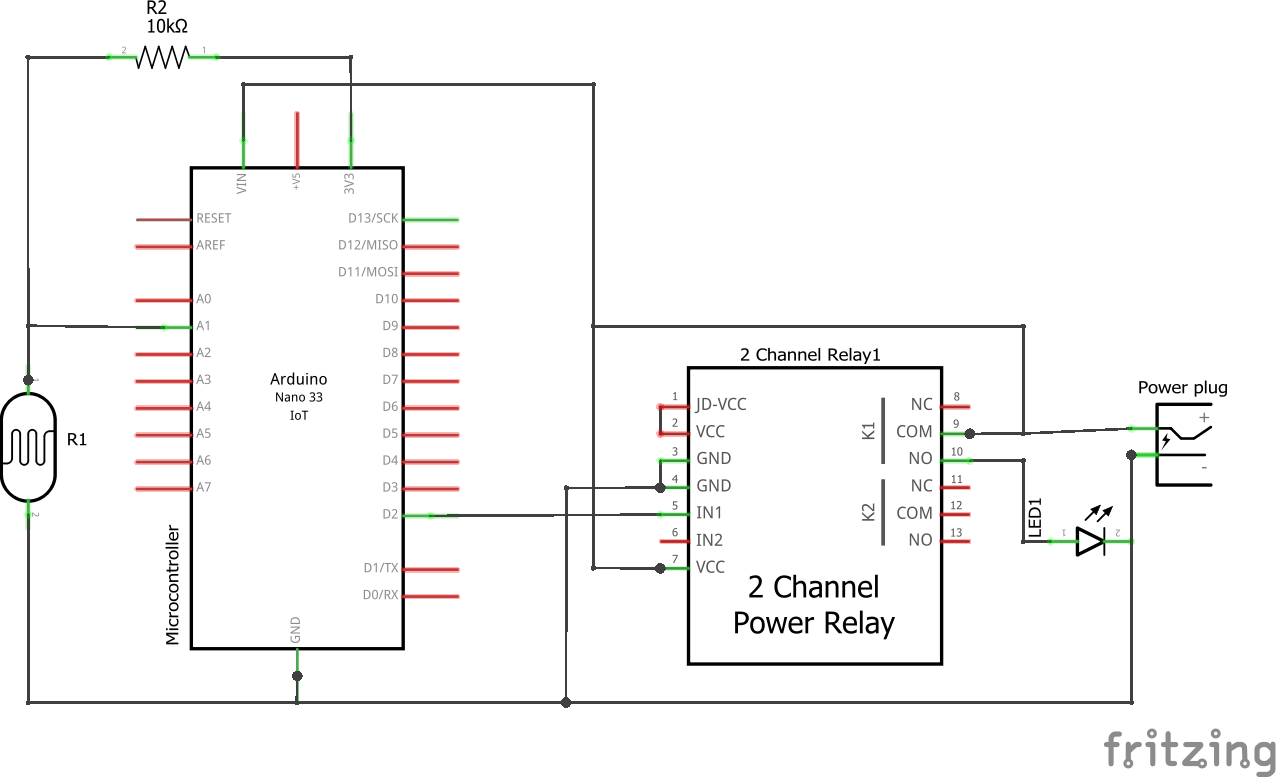 R2
10kΩ
2
1
VIN
+V5
3V3
RESET
AREF
A0
A1
A2
A3
A4
A5
A6
A7
D13/SCK
D12/MISO
D11/MOSI
D10
D9
D8
D7
D6
D5
D4
D3
D2
D1/TX
D0/RX
GND
Arduino
Nano 33
IoT
Microcontroller
1
R1
2
2 Channel Relay1
1
JD-VCC
2
VCC
3
GND
4
GND
5
IN1
6
IN2
7
VCC
K1
K2
NC
8
COM
9
NO
10
NC
11
COM
12
NO
13
2 Channel
Power Relay
Power plug
+
-
LED1
1
2
fritzing